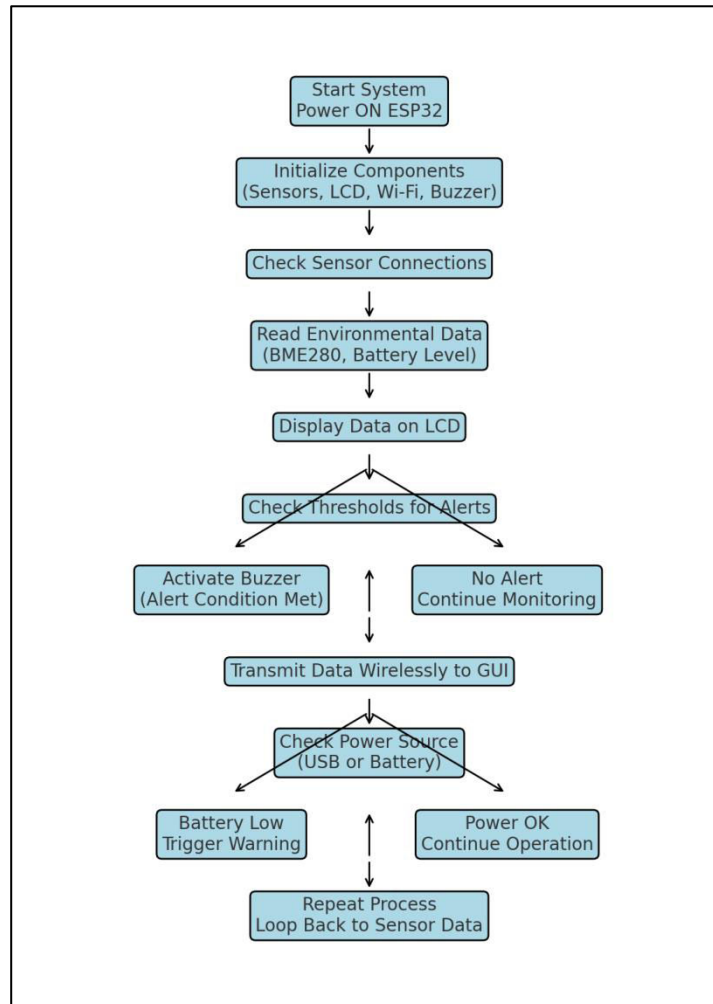 Start System
Power ON ESP32
Initialize Components
(Sensors, LCD, Wi-Fi, Buzzer)
Check Sensor Connections
Read Environmental Data
(BME280, Battery Level)
Display Data on LCD
Check Thresholds for Alerts
Activate Buzzer
(Alert Condition Met)
No Alert
Continue Monitoring
Transmit Data Wirelessly to GUI
Check Power Source
(USB or Battery)
Battery Low
Trigger Warning
Power OK
Continue Operation
Repeat Process
Loop Back to Sensor Data